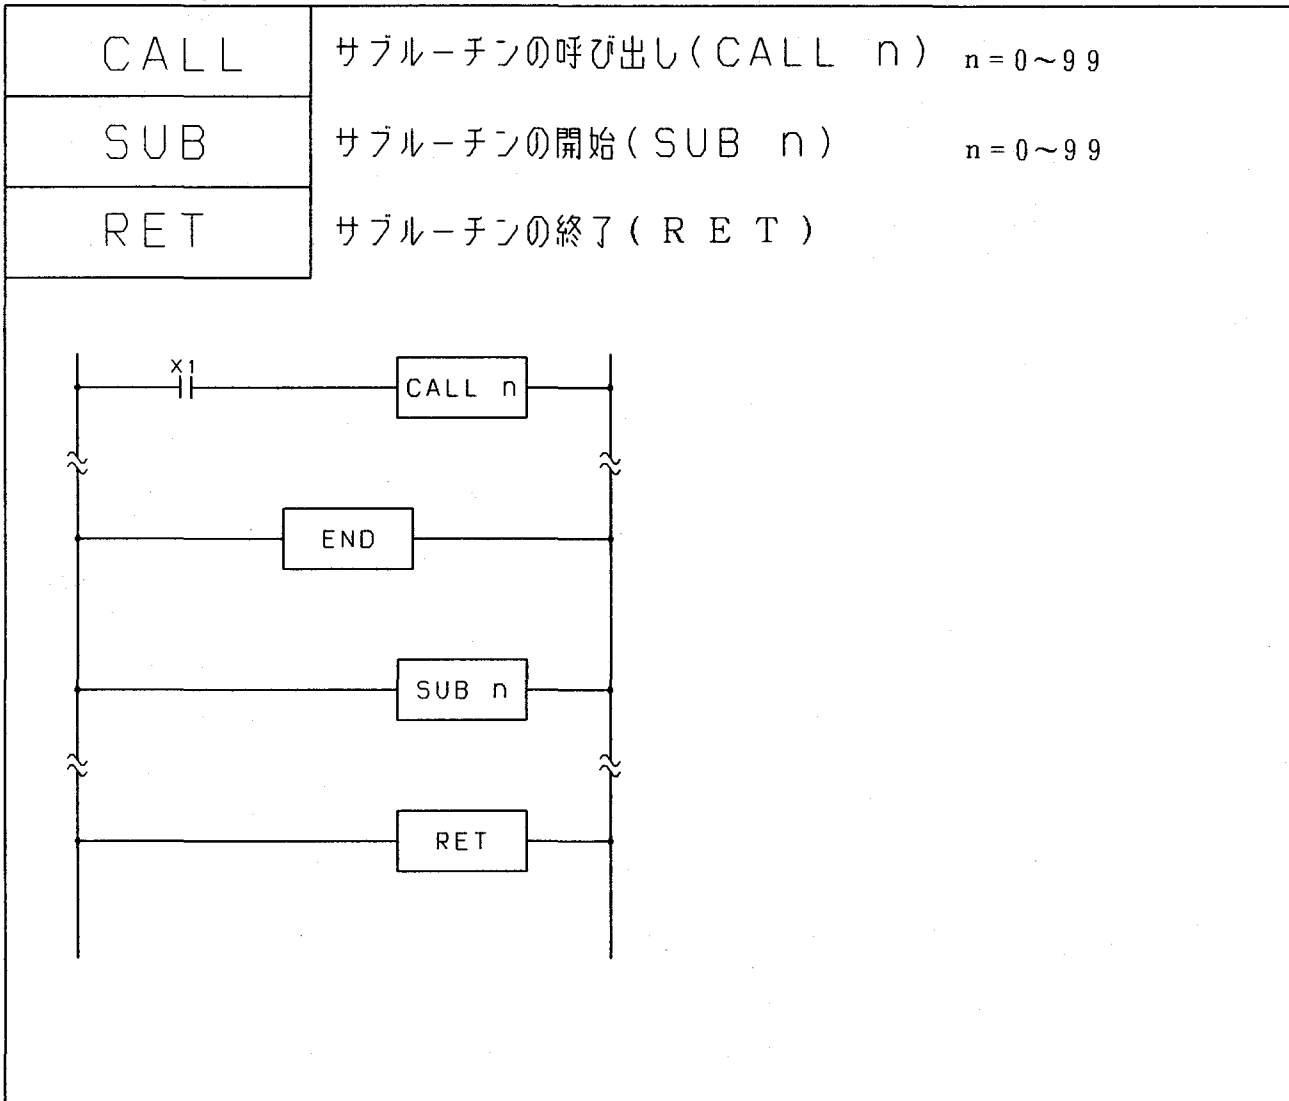 CALL サブルーチンの呼び出し(CALL n) n=0~99
SUB サブルーチンの開始(SUB n) n=0~99
RET サブルーチンの終了(RET)
X1
CALL n
END
SUB n
RET